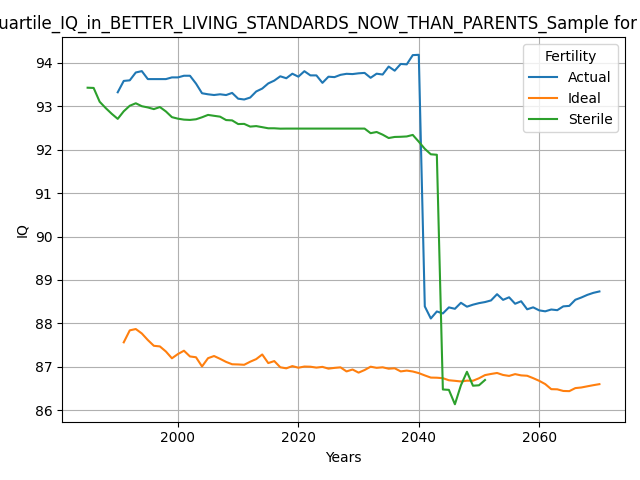 uartile_IQ_in_BETTER_LIVING_STANDARDS_NOW_THAN_PARENTS_Sample for
Fertility
Actual
Ideal
Sterile
IQ
94
93
92
91
90
89
88
87
86
2000 2020 2040 2060
Years